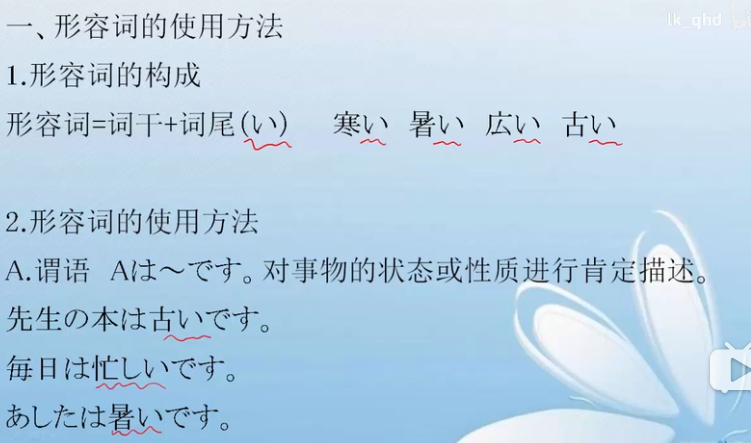 lk_qhd
一、形容词的使用方法
1.形容词的构成
形容词=词干+词尾(い)　寒い　暑い　広い　古い
2.形容词的使用方法
A.谓语　Aは～です。对事物的状态或性质进行肯定描述。
先生の本は古いです。
毎日は忙しいです。
あしたは暑いです。